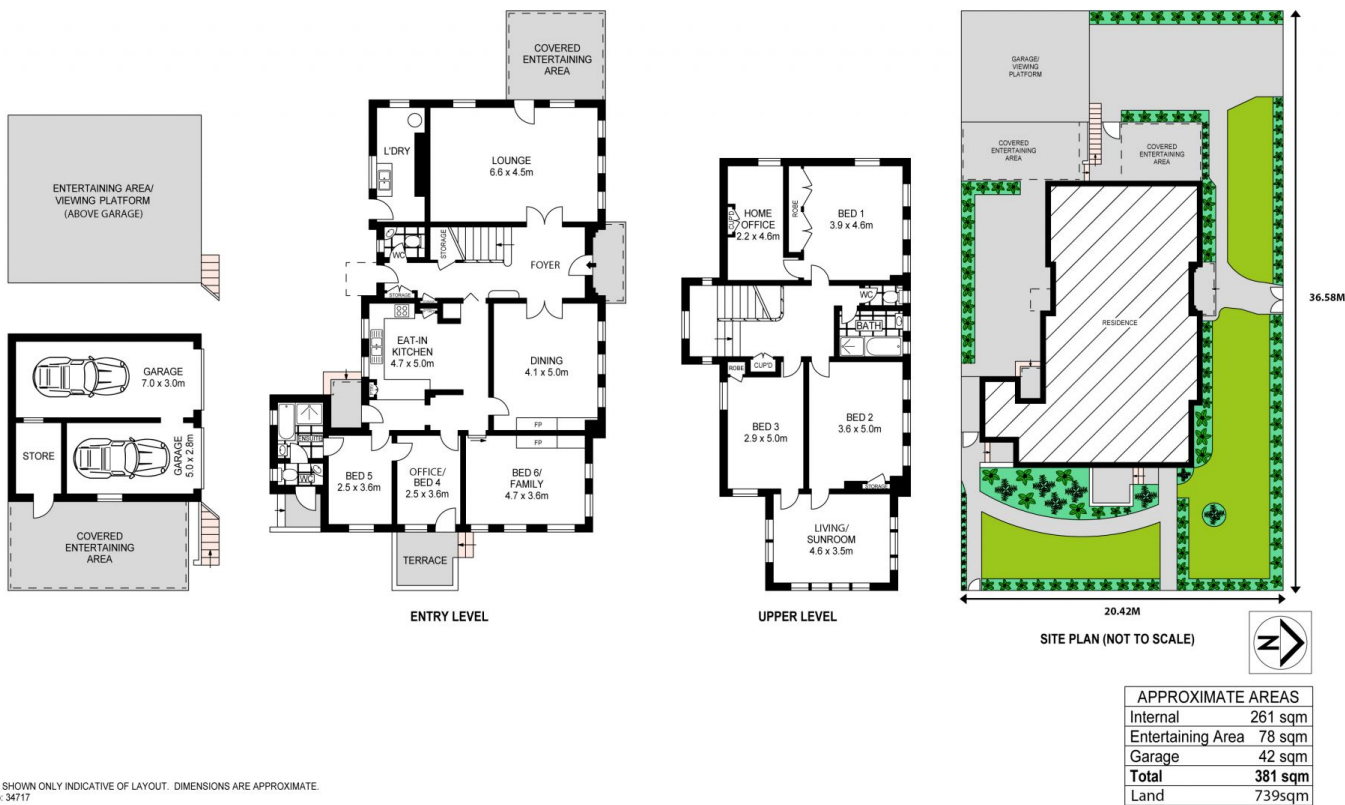 ENTERTAINING AREA/
VIEWING PLATFORM
(ABOVE GARAGE)
GARAGE
7.0 x 3.0m
GARAGE
5.0 x 2.8m
STORE
COVERED
ENTERTAINING
AREA
COVERED
ENTERTAINING
AREA
L'DRY
LOUNGE
6.6 x 4.5m
WC
STORAGE
FOYER
STORAGE
EAT-IN
KITCHEN
4.7 x 5.0m
DINING
4.1 x 5.0m
FP
FP
ENSUITE
WC
BED 5
2.5 x 3.6m
OFFICE/
BED 4
2.5 x 3.6m
BED 6/
FAMILY
4.7 x 3.6m
TERRACE
ENTRY LEVEL
HOME
OFFICE
2.2 x 4.6m
CUP'D
ROBE
BED 1
3.9 x 4.6m
WC
BATH
ROBE
CUP'D
BED 3
2.9 x 5.0m
BED 2
3.6 x 5.0m
STORAGE
LIVING/
SUNROOM
4.6 x 3.5m
UPPER LEVEL
GARAGE/
VIEWING
PLATFORM
COVERED
ENTERTAINING
AREA
COVERED
ENTERTAINING
AREA
RESIDENCE
36.58M
20.42M
SITE PLAN (NOT TO SCALE)
N
APPROXIMATE AREAS
Internal 261 sqm
Entertaining Area 78 sqm
Garage 42 sqm
Total 381 sqm
Land 739sqm
SHOWN ONLY INDICATIVE OF LAYOUT. DIMENSIONS ARE APPROXIMATE.
: 34717